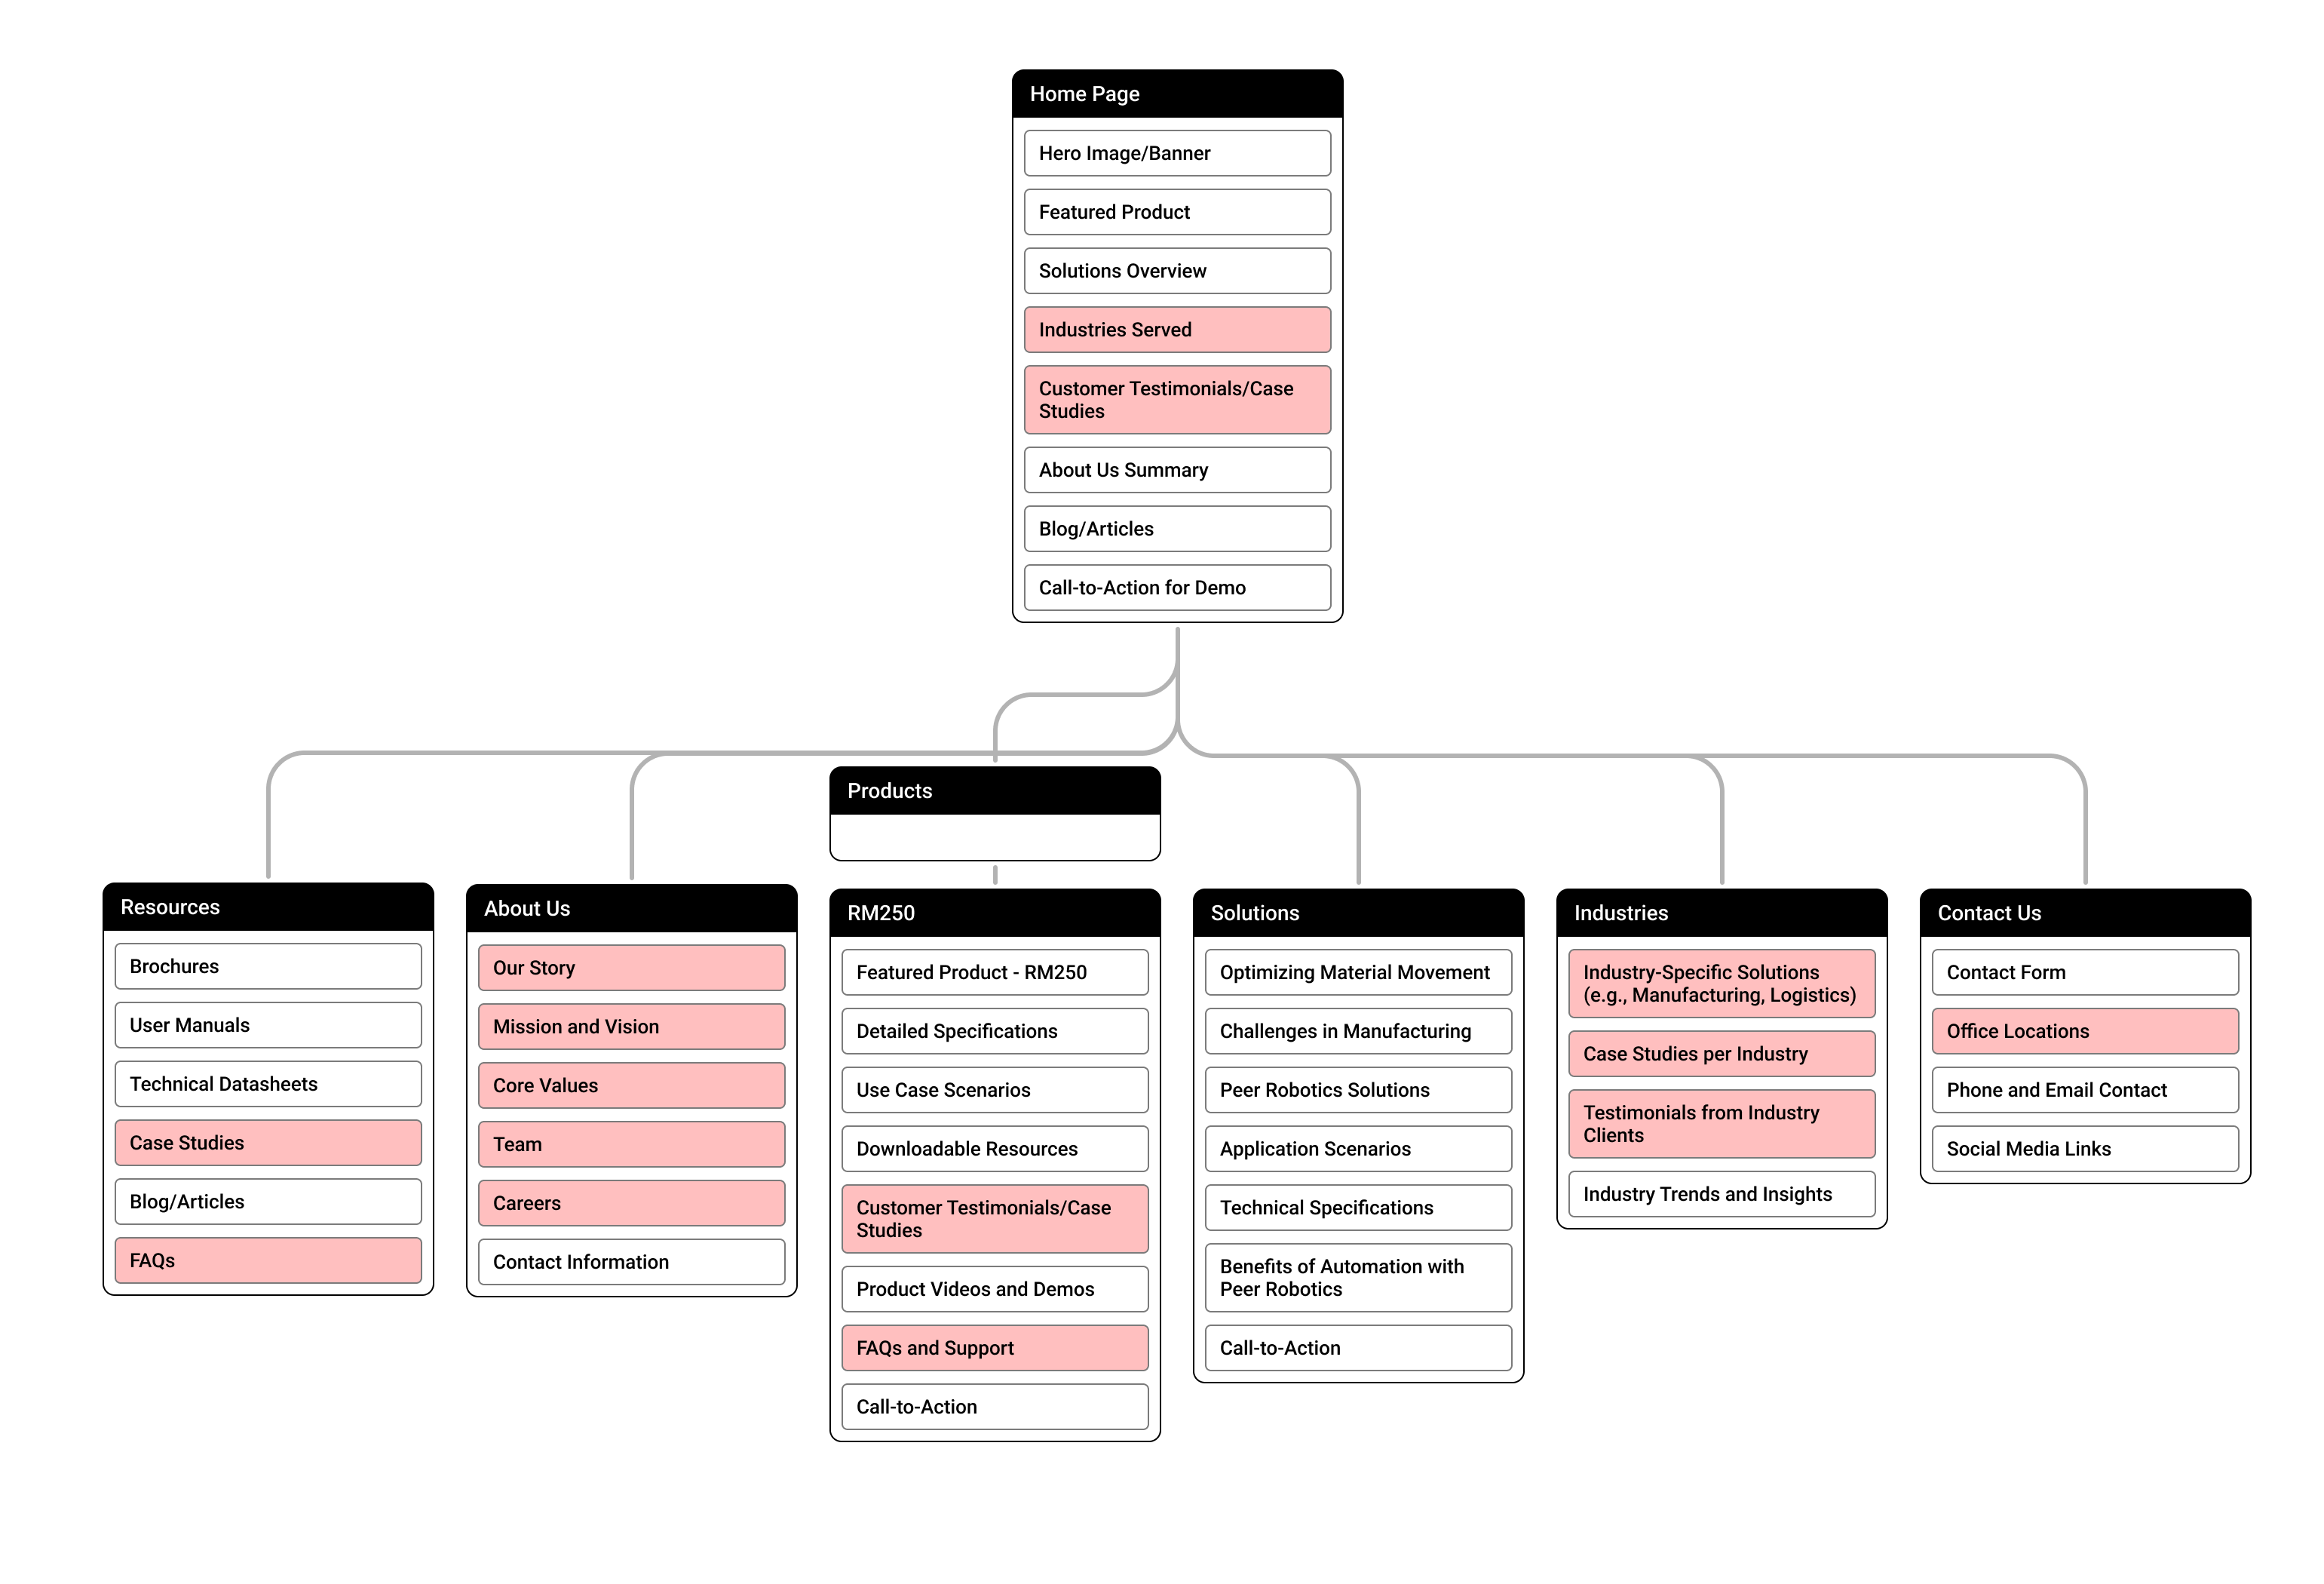 Home Page
Hero Image/Banner
Featured Product
Solutions Overview
Industries Served
Customer Testimonials/Case
Studies
About Us Summary
Blog/Articles
Call-to-Action for Demo
Products
Resources
Brochures
User Manuals
Technical Datasheets
Case Studies
Blog/Articles
FAQs
About Us
Our Story
Mission and Vision
Core Values
Team
Careers
Contact Information
RM250
Featured Product - RM250
Detailed Specifications
Use Case Scenarios
Downloadable Resources
Customer Testimonials/Case
Studies
Product Videos and Demos
FAQs and Support
Call-to-Action
Solutions
Optimizing Material Movement
Challenges in Manufacturing
Peer Robotics Solutions
Application Scenarios
Technical Specifications
Benefits of Automation with
Peer Robotics
Call-to-Action
Industries
Industry-Specific Solutions
(e.g., Manufacturing, Logistics)
Case Studies per Industry
Testimonials from Industry
Clients
Industry Trends and Insights
Contact Us
Contact Form
Office Locations
Phone and Email Contact
Social Media Links